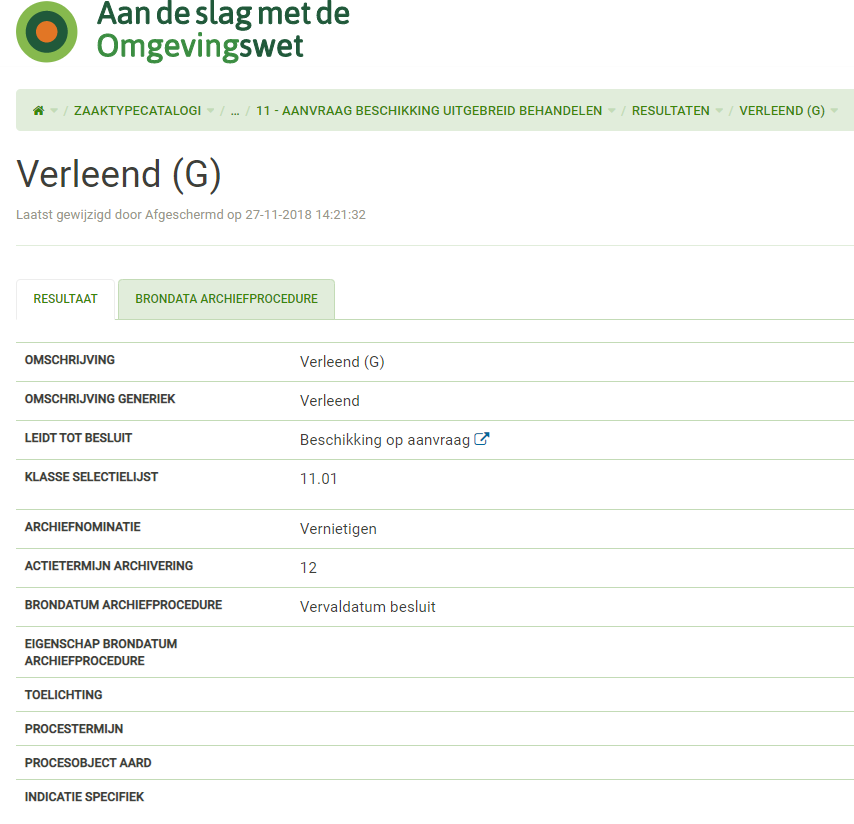 Aan de slag met de
Omgevingswet
/ ZAAKTYPECATALOGI / ... / 11 - AANVRAAG BESCHIKKING UITGEBREID BEHANDELEN / RESULTATEN / VERLEEND (G)
Verleend (G)
Laatst gewijzigd door Afgeschermd op 27-11-2018 14:21:32
RESULTAAT BRONDATA ARCHIEFPROCEDURE
OMSCHRIJVING Verleend (G)
OMSCHRIJVING GENERIEK Verleend
LEIDT TOT BESLUIT Beschikking op aanvraag
KLASSE SELECTIELIJST 11.01
ARCHIEFNOMINATIE Vernietigen
ACTIETERMIJN ARCHIVERING 12
BRONDATUM ARCHIEFPROCEDURE Vervaldatum besluit
EIGENSCHAP BRONDATUM
ARCHIEFPROCEDURE
TOELICHTING
PROCESTERMIJN
PROCESOBJECT AARD
INDICATIE SPECIFIEK